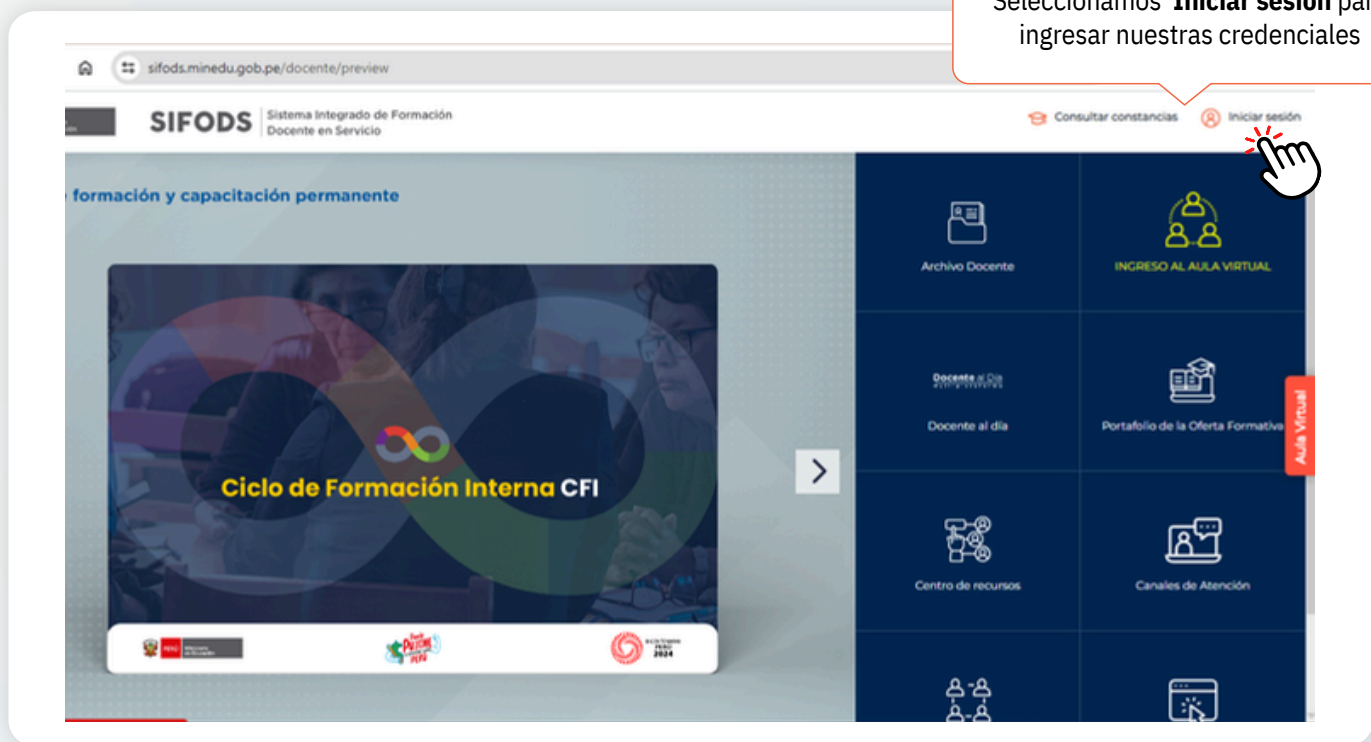 Seleccionamos "Iniciar sesión" par
ingresar nuestras credenciales
sifods.minedu.gob.pe/docente/preview
SIFODS
Sistema Integrado de Formación
Docente en Servicio
Consultar constancias
Iniciar sesión
formación y capacitación permanente
Archivo Docente
INGRESO AL AULA VIRTUAL
Ciclo de Formación Interna CFI
Docente al Día
Docente al día
Portafolio de la Oferta Formativa
Aula Virtual
Centro de recursos
Canales de Atención
PERÚ
PERÚ
2024